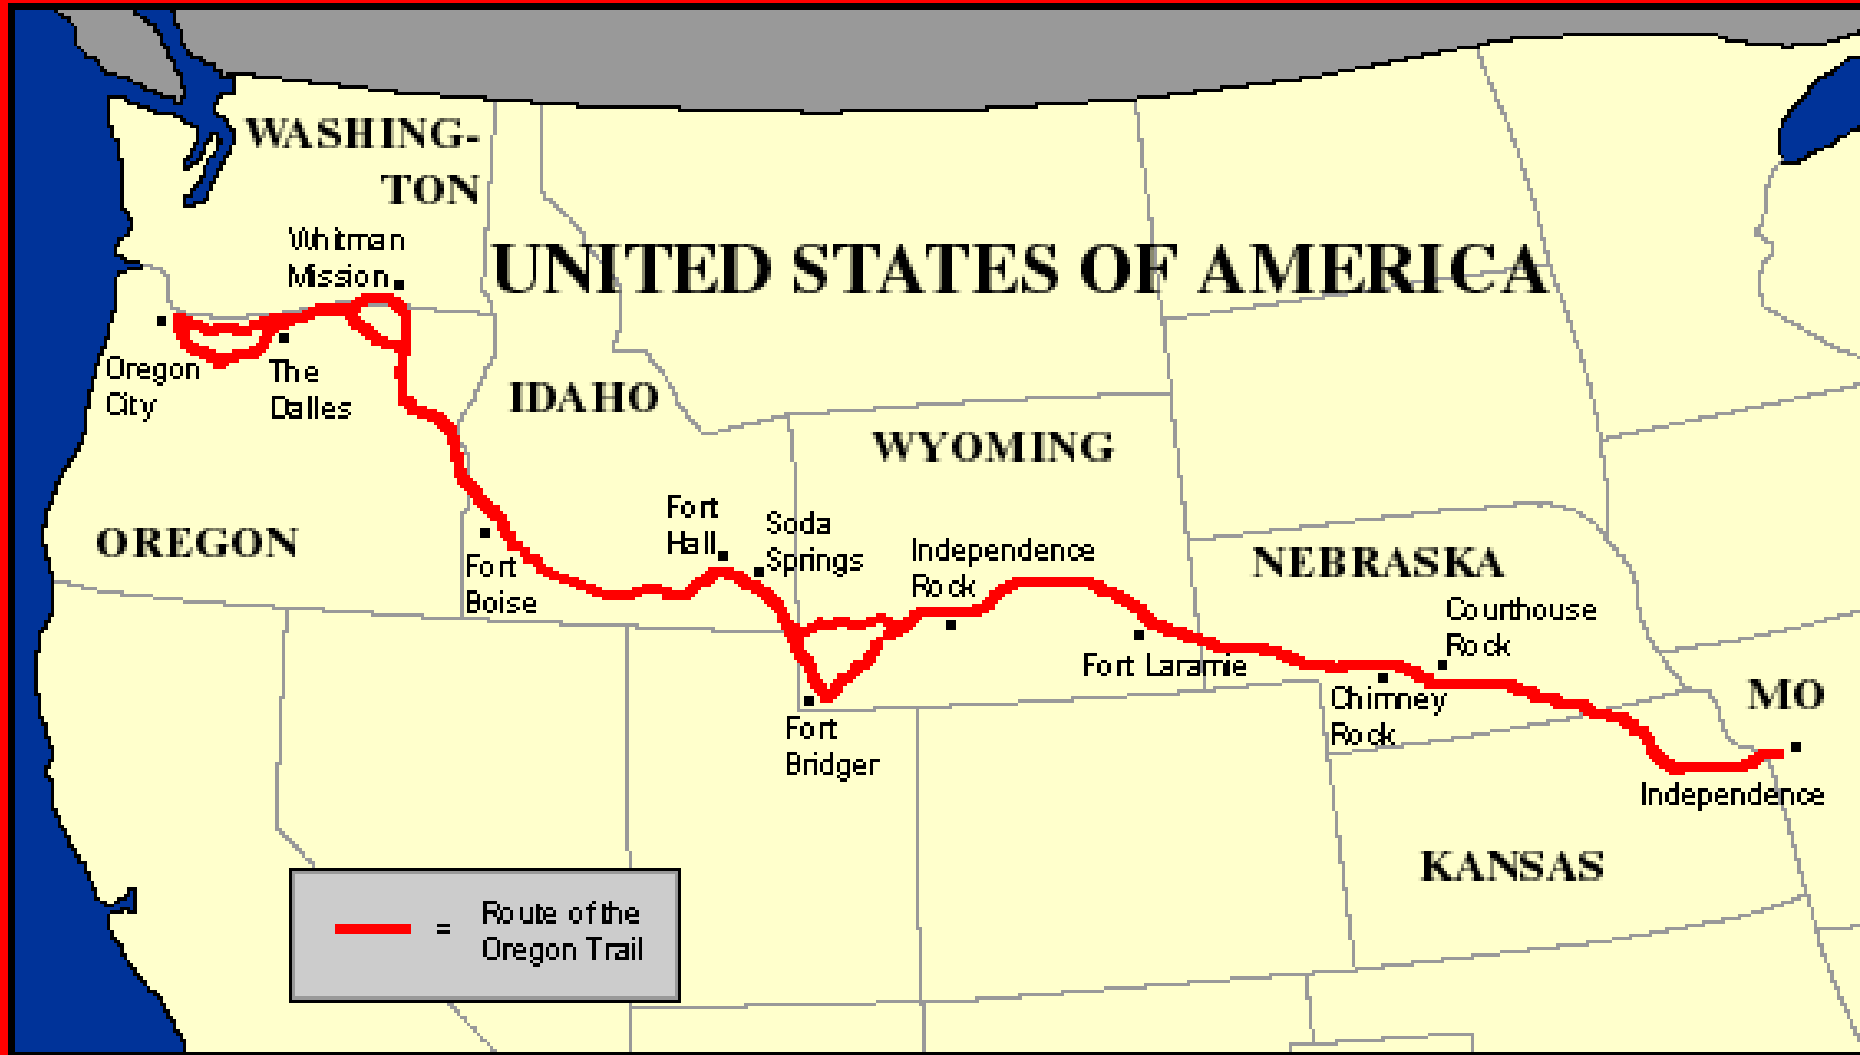 WASHING-
TON
Whitman
Mission
UNITED STATES OF AMERICA
Oregon
City
The
Dalles
IDAHO
WYOMING
OREGON
Fort
Boise
Fort
Hall
Soda
Springs
Independence
Rock
NEBRASKA
Courthouse
Rock
Fort Laramie
Chimney
Rock
MO
Fort
Bridger
Independence
KANSAS
= Route of the
Oregon Trail